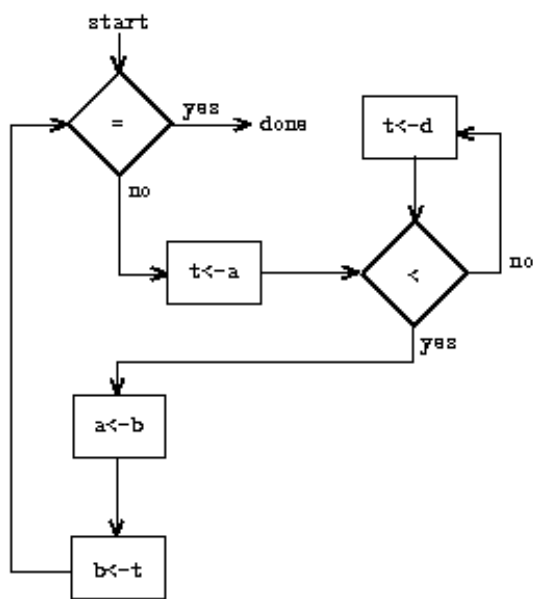 start
=
yes
done
no
t<-d
t<-a
<
no
yes
a<-b
b<-t